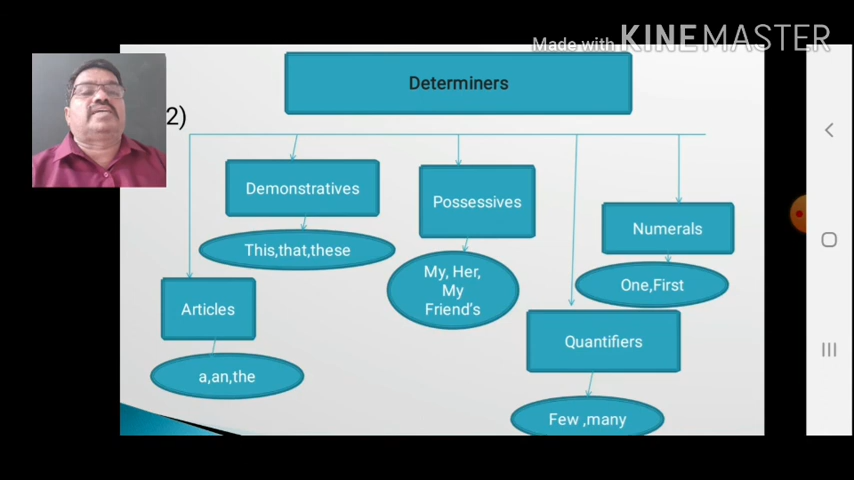 Made with KINEMASTER
Determiners
2)
Demonstratives
This,that,these
Possessives
My, Her,
My
Friend's
Numerals
One,First
Articles
a,an,the
Quantifiers
Few ,many